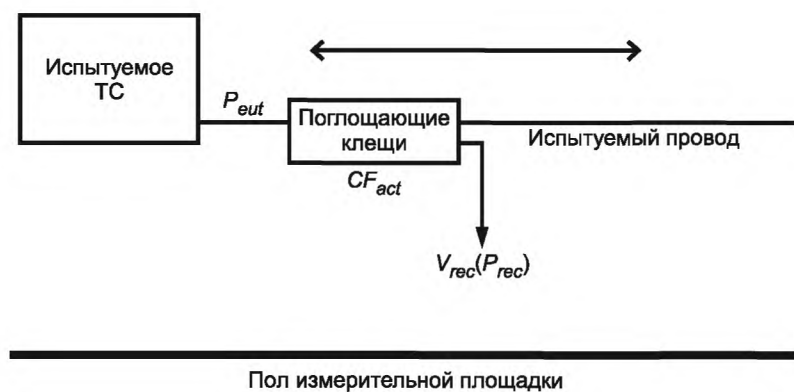 Испытуемое
ТС
P_eut
Поглощающие
клещи
Испытуемый провод
CF_act
V_rec(P_rec)
Пол измерительной площадки